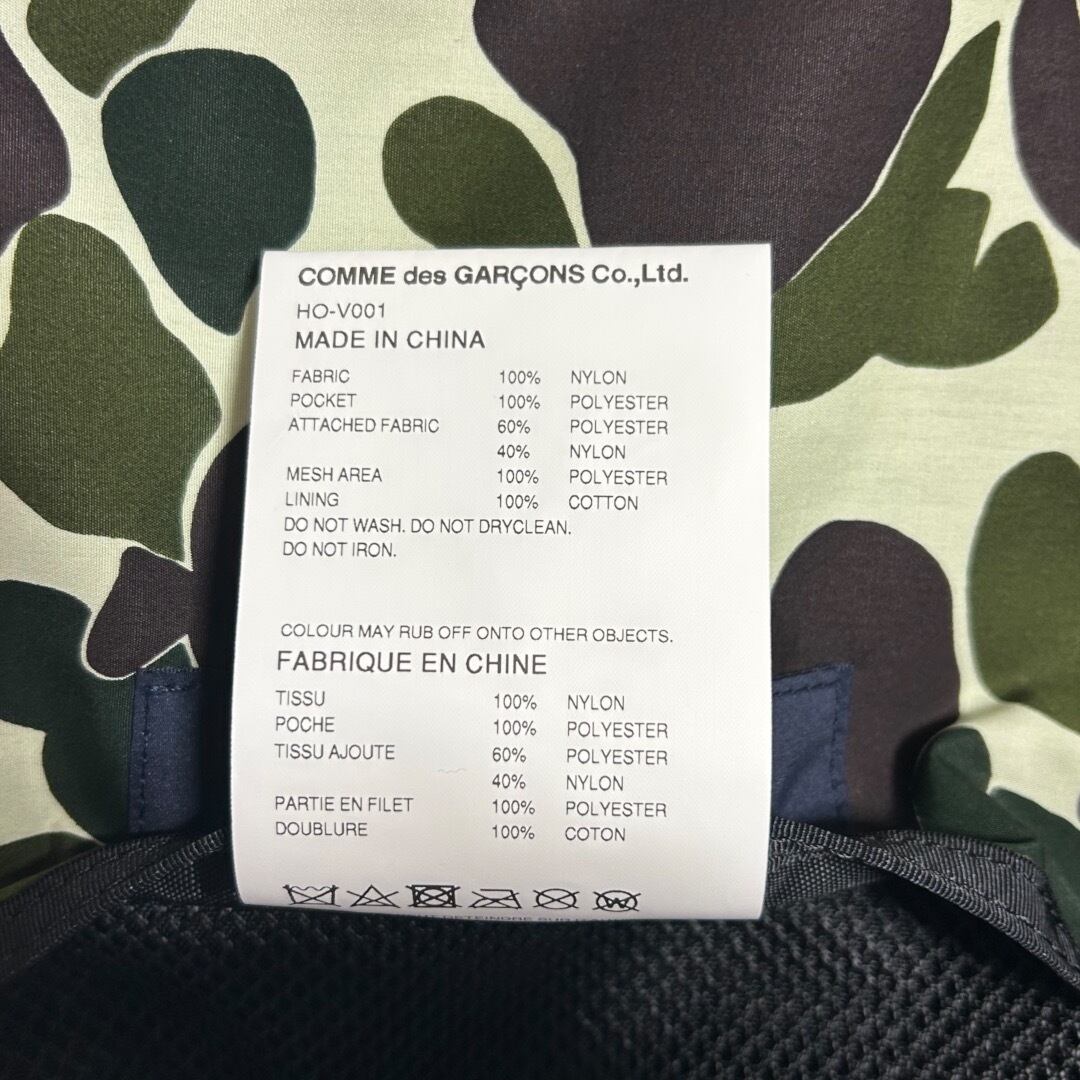 COMME des GARÇONS Co.,Ltd.
HO-V001
MADE IN CHINA
FABRIC 100% NYLON
POCKET 100% POLYESTER
ATTACHED FABRIC 60% POLYESTER
40% NYLON
MESH AREA 100% POLYESTER
LINING 100% COTTON
DO NOT WASH. DO NOT DRYCLEAN.
DO NOT IRON.
COLOUR MAY RUB OFF ONTO OTHER OBJECTS.
FABRIQUE EN CHINE
TISSU 100% NYLON
POCHE 100% POLYESTER
TISSU AJOUTE 60% POLYESTER
40% NYLON
PARTIE EN FILET 100% POLYESTER
DOUBLURE 100% COTON
W
DETEINDRE SUR